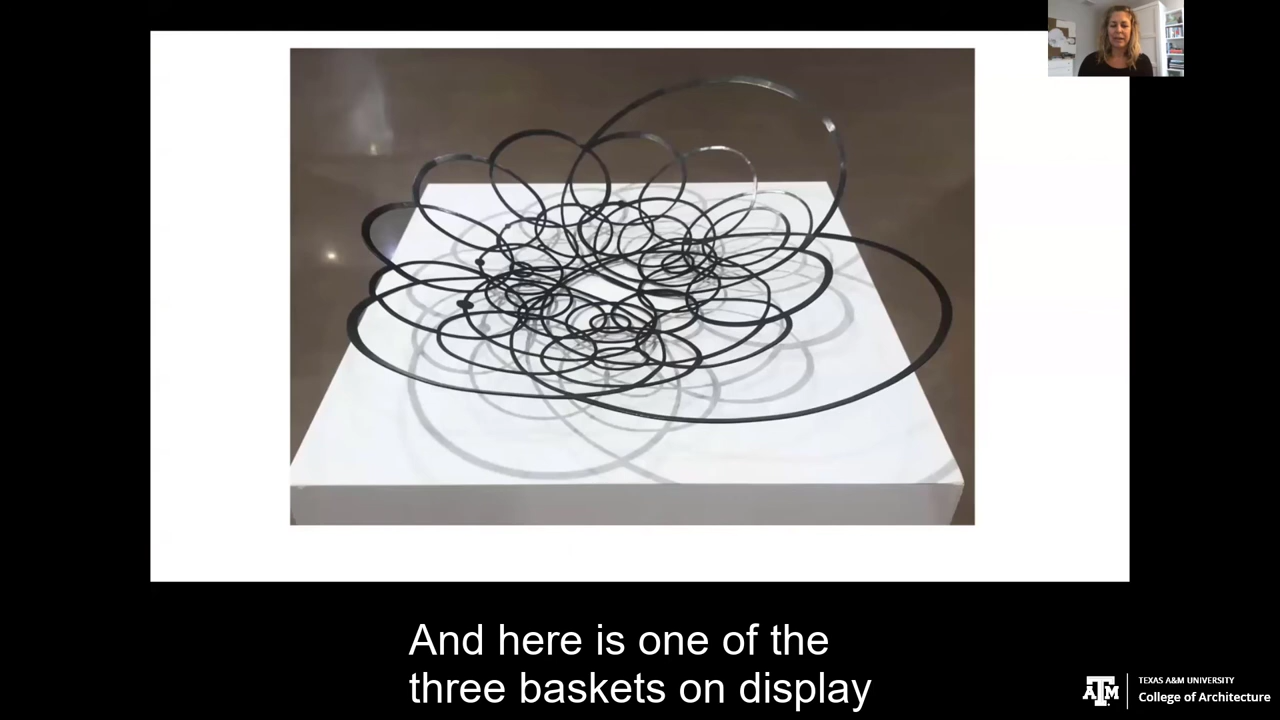 And here is one of the
three baskets on display
TEXAS A&M UNIVERSITY
College of Architecture